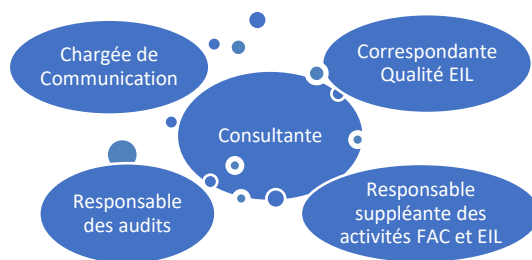 Chargée de
Communication
Correspondante
Qualité EIL
Consultante
Responsable
des audits
Responsable
suppléante des
activités FAC et EIL